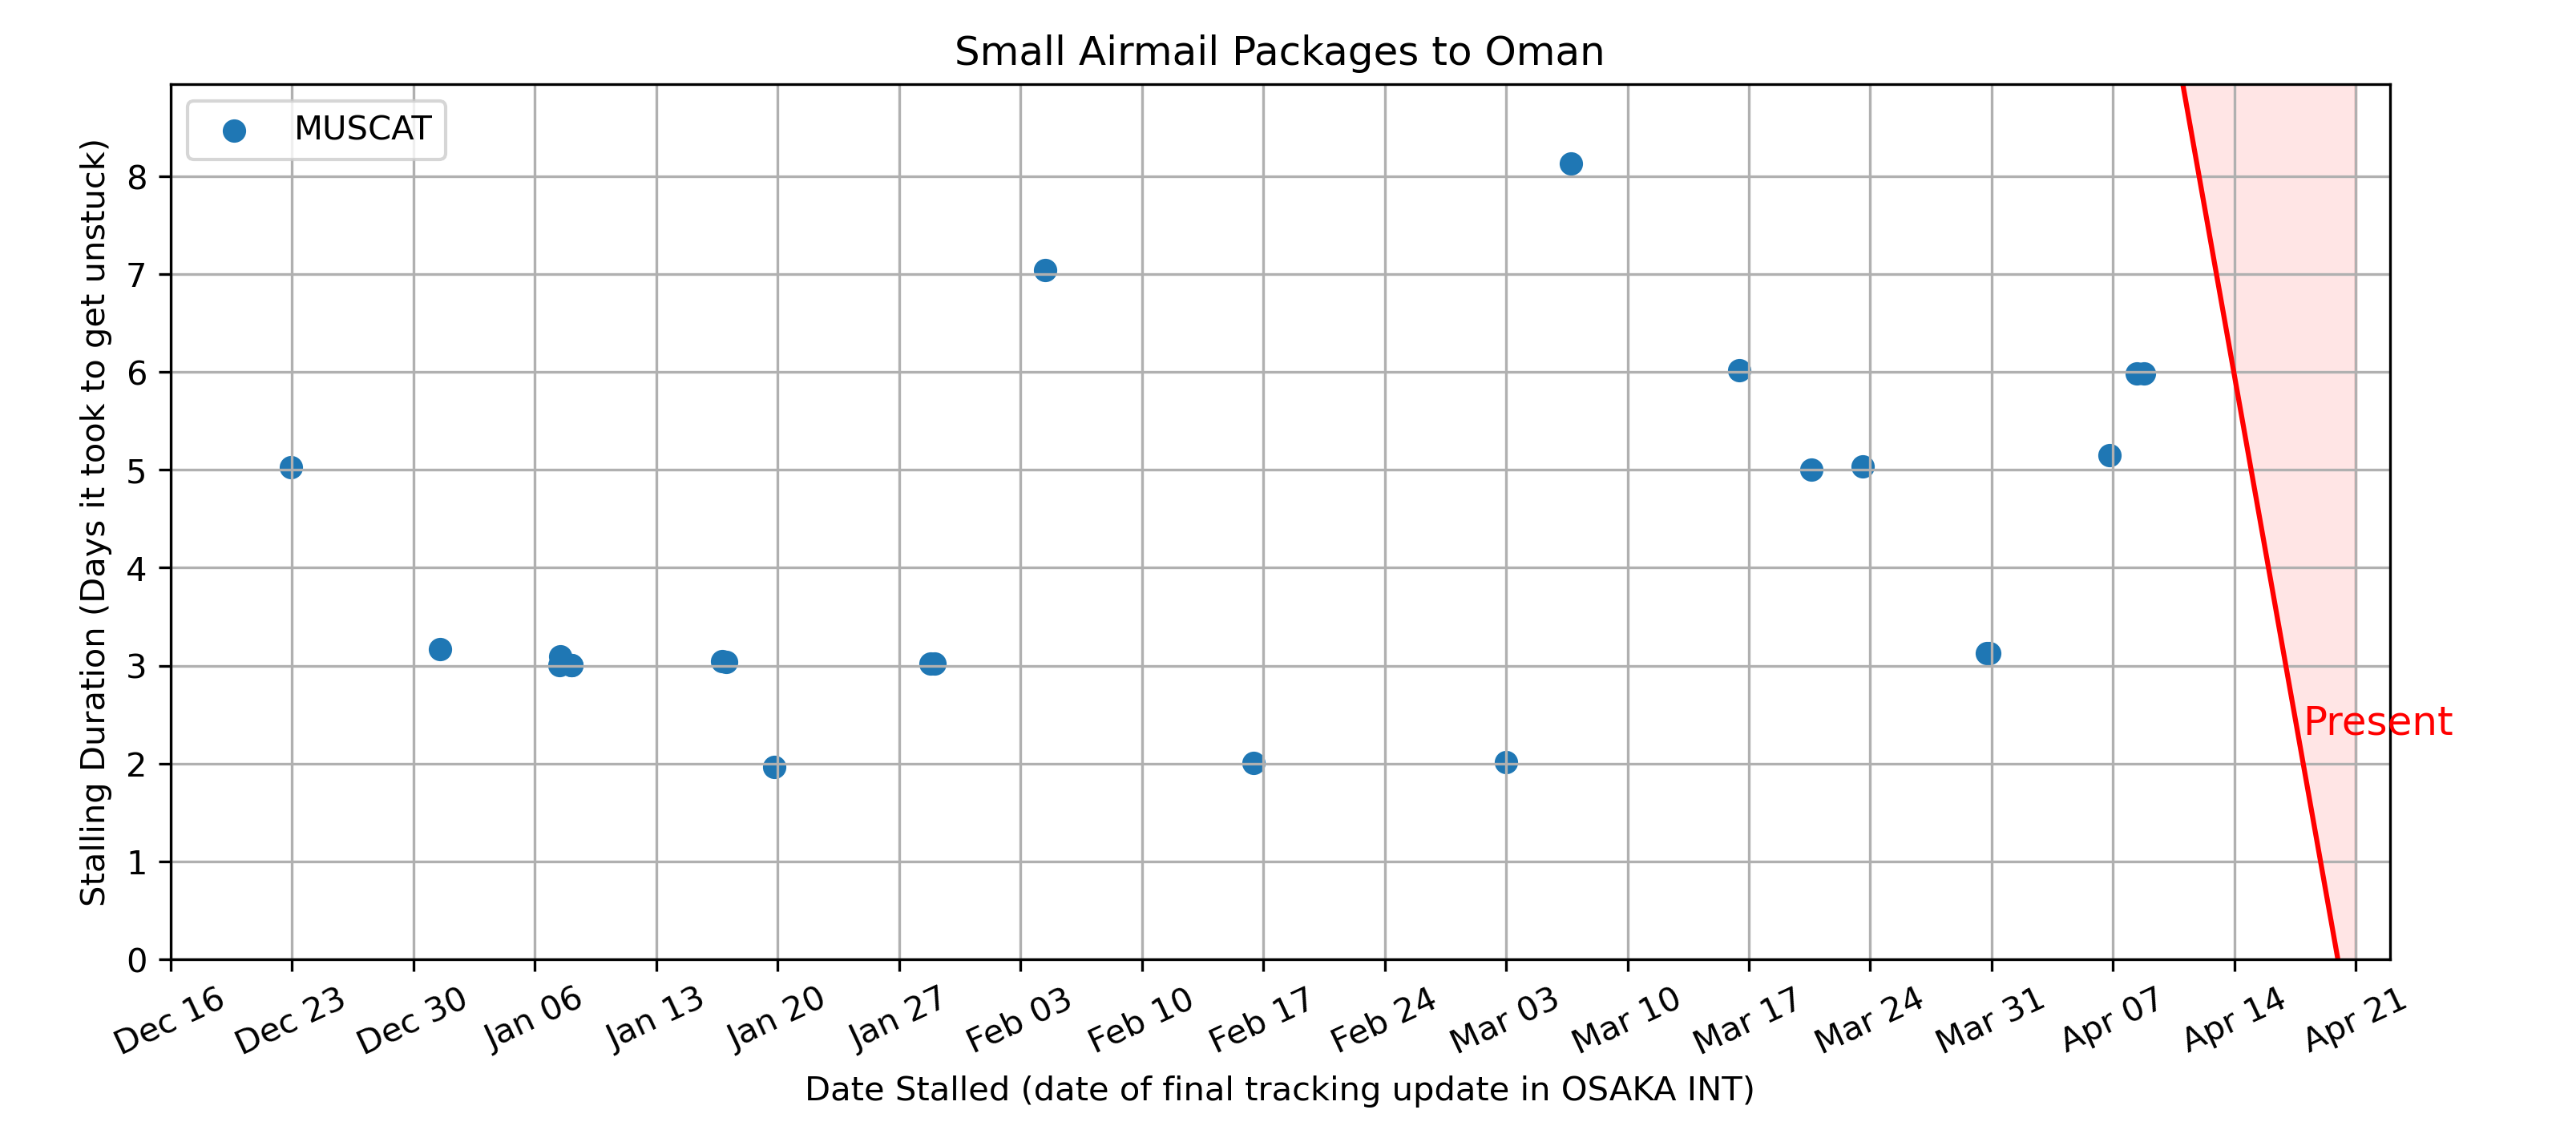 Small Airmail Packages to Oman
MUSCAT
Stalling Duration (Days it took to get unstuck)
8
7
6
5
4
3
2
1
0
Present
Dec 16 Dec 23 Dec 30 Jan 06 Jan 13 Jan 20 Jan 27 Feb 03 Feb 10 Feb 17 Feb 24 Mar 03 Mar 10 Mar 17 Mar 24 Mar 31 Apr 07 Apr 14 Apr 21
Date Stalled (date of final tracking update in OSAKA INT)